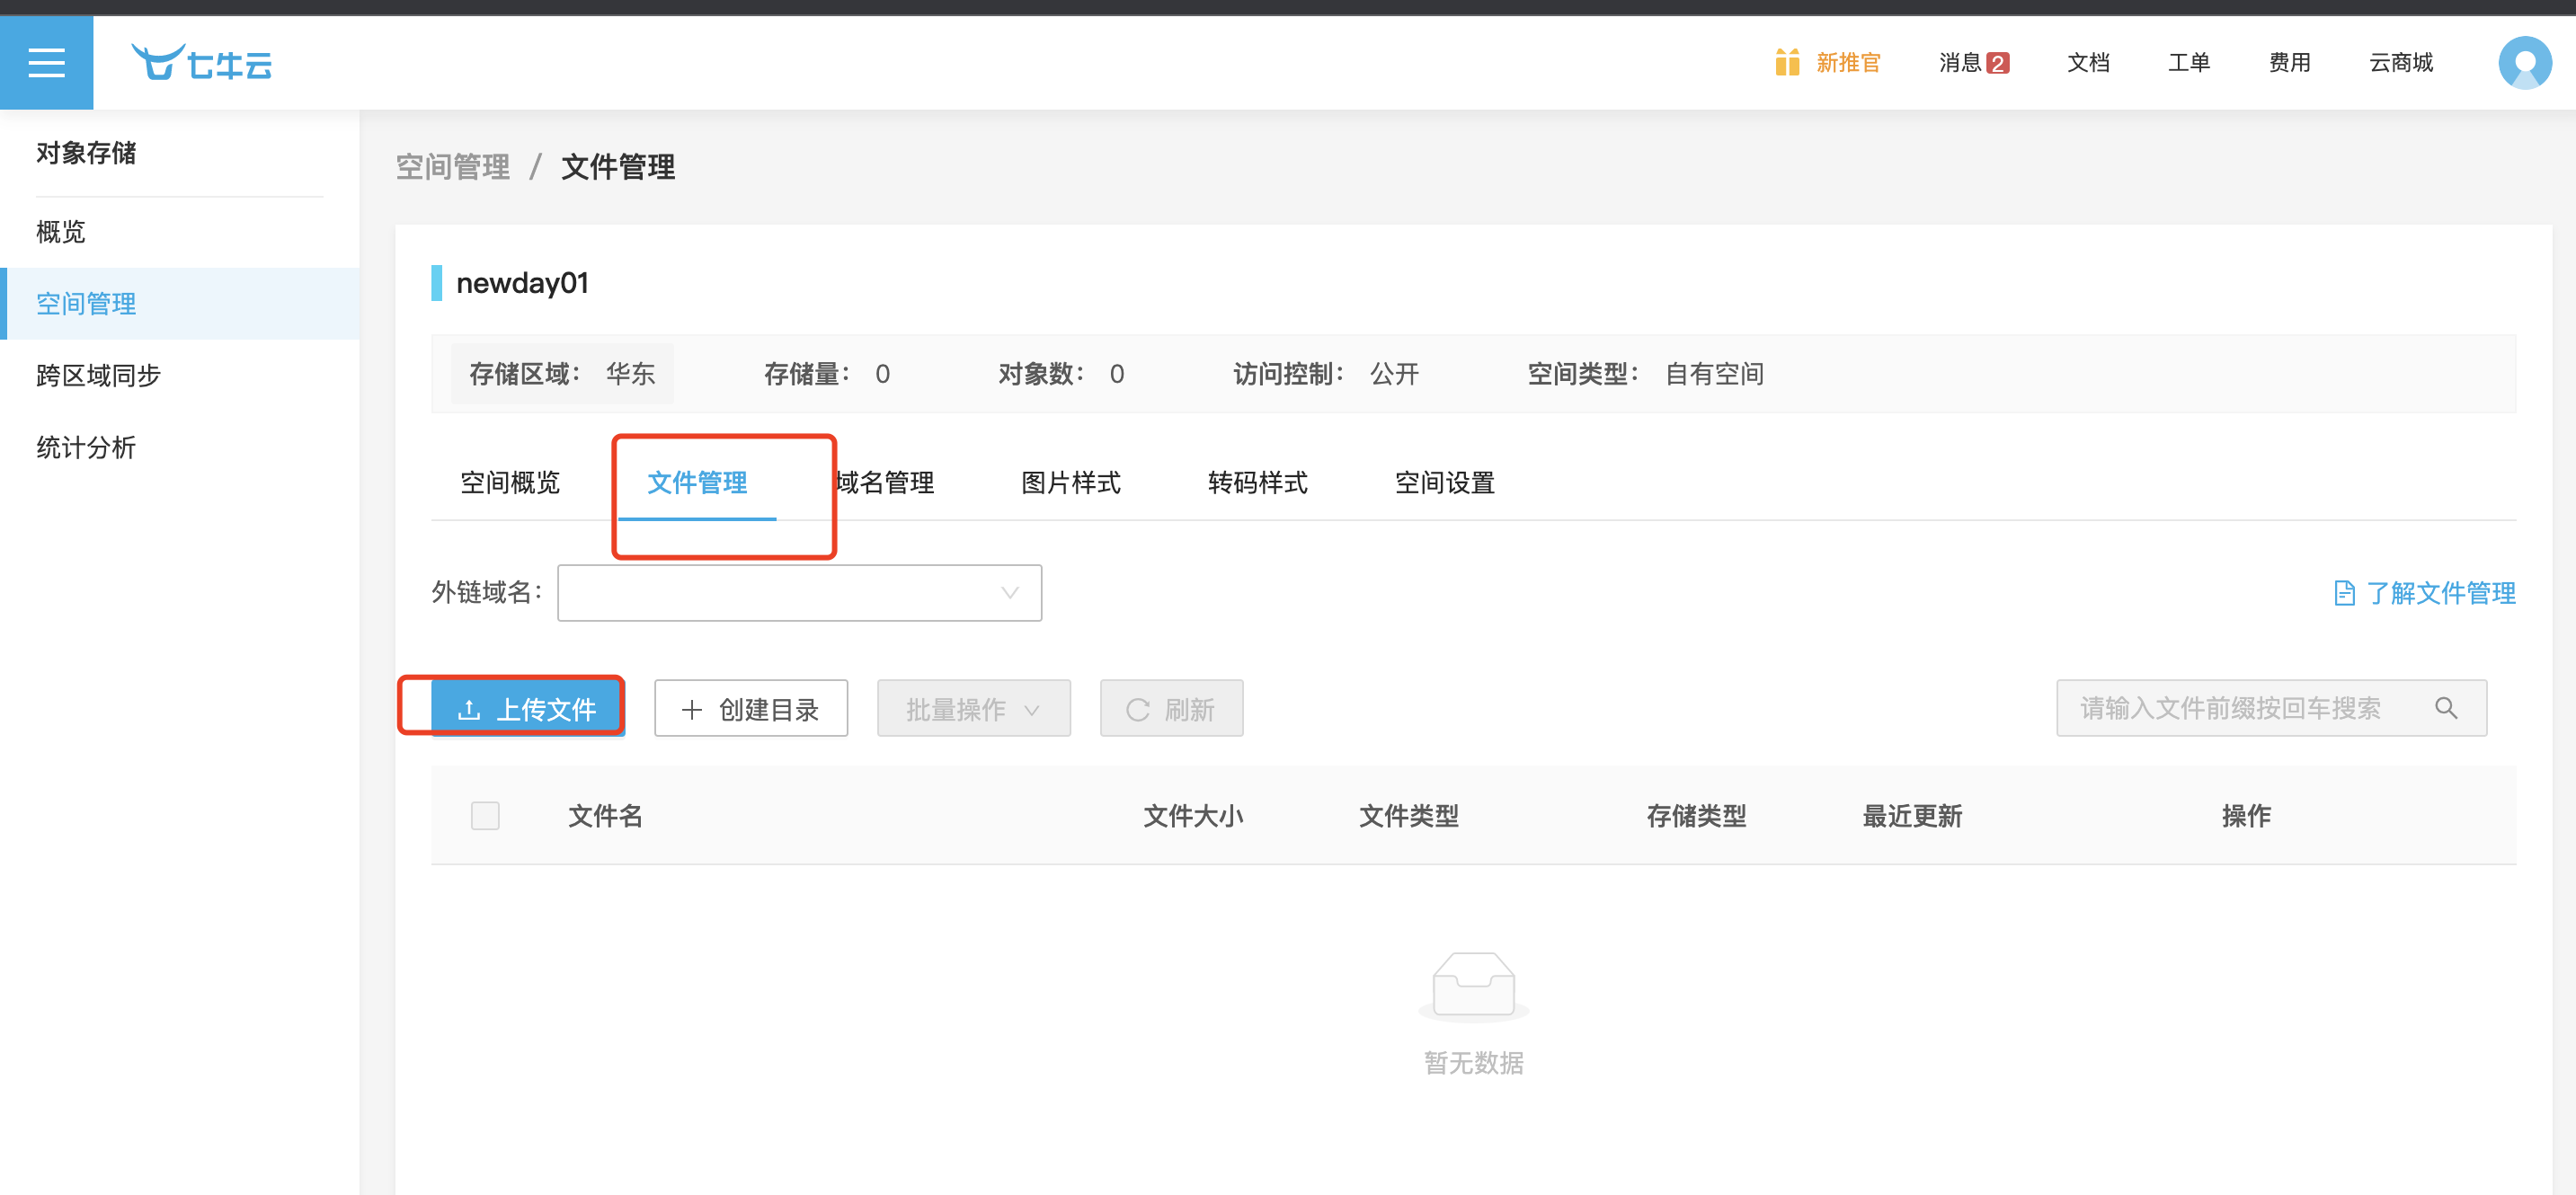 七牛云
新推官 消息 2 文档 工单 费用 云商城
对象存储
概览
空间管理
跨区域同步
统计分析
空间管理 / 文件管理
newday01
存储区域： 华东 存储量： 0 对象数： 0 访问控制： 公开 空间类型： 自有空间
空间概览 文件管理 域名管理 图片样式 转码样式 空间设置
外链域名： 了解文件管理
上传文件 创建目录 批量操作 刷新 请输入文件前缀按回车搜索
文件名 文件大小 文件类型 存储类型 最近更新 操作
暂无数据